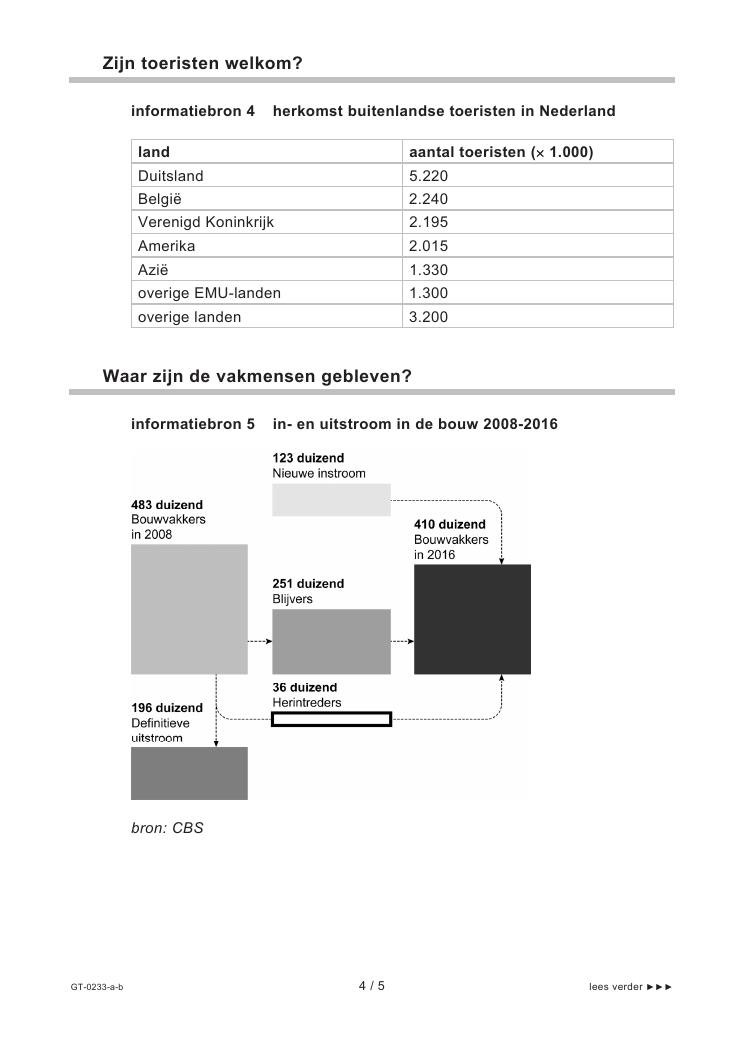 Zijn toeristen welkom?
informatiebron 4 herkomst buitenlandse toeristen in Nederland
land aantal toeristen (× 1.000)
Duitsland 5.220
België 2.240
Verenigd Koninkrijk 2.195
Amerika 2.015
Azië 1.330
overige EMU-landen 1.300
overige landen 3.200
Waar zijn de vakmensen gebleven?
informatiebron 5 in- en uitstroom in de bouw 2008-2016
123 duizend
Nieuwe instroom
483 duizend
Bouwvakkers
in 2008
410 duizend
Bouwvakkers
in 2016
251 duizend
Blijvers
36 duizend
Herintreders
196 duizend
Definitieve
uitstroom
bron: CBS
GT-0233-a-b 4 / 5 lees verder ►►►